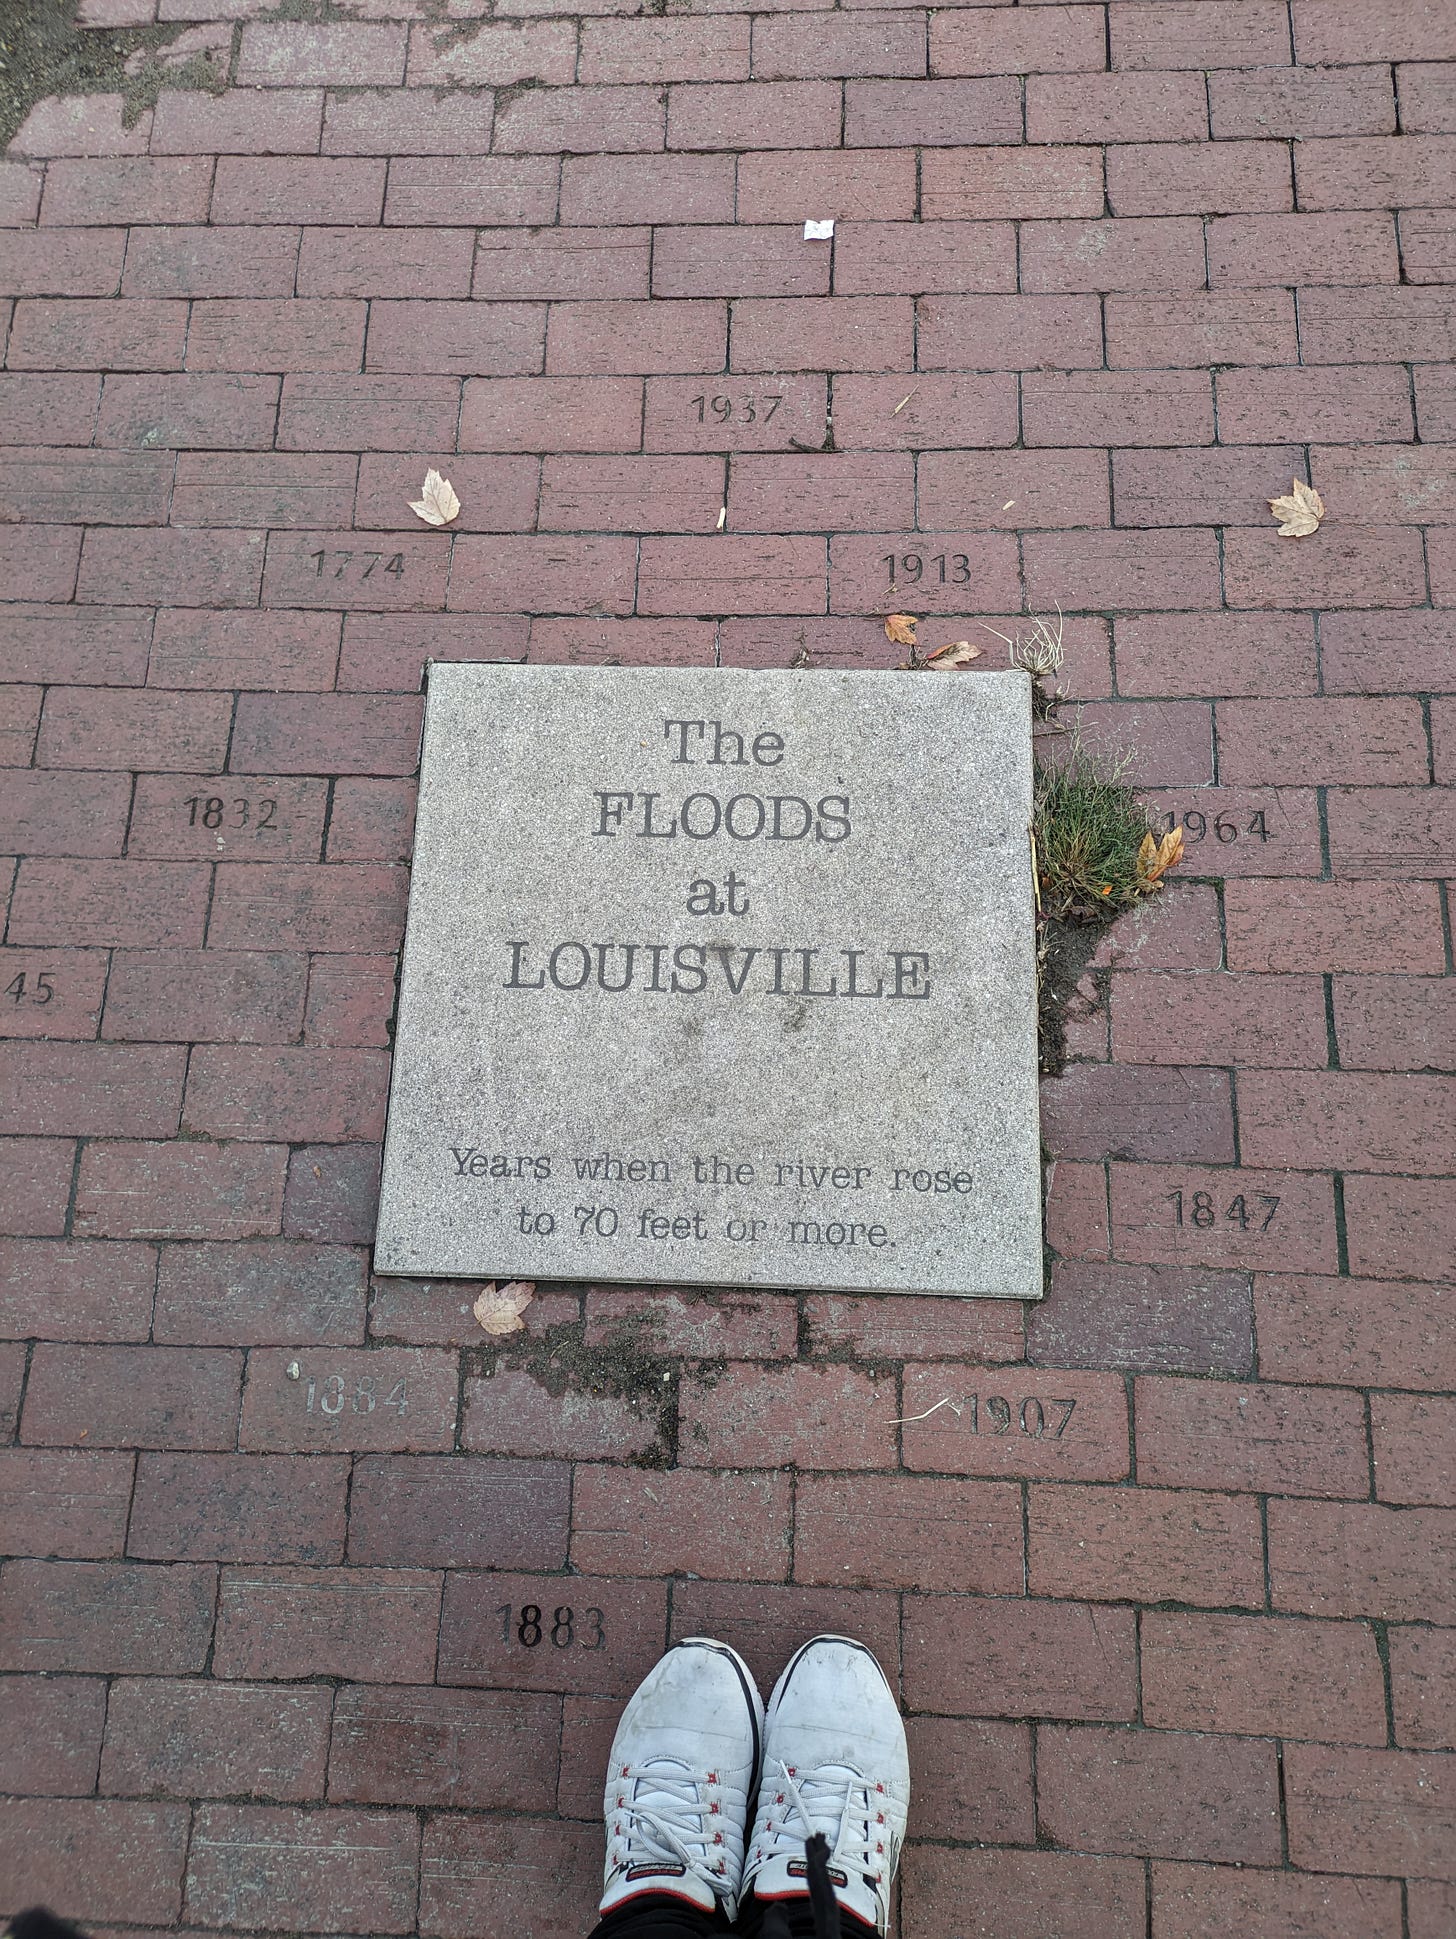 1937
1774 1913
The
FLOODS
at
LOUISVILLE
1832
1964
45
Years when the river rose
to 70 feet or more.
1847
1884
1907
1883